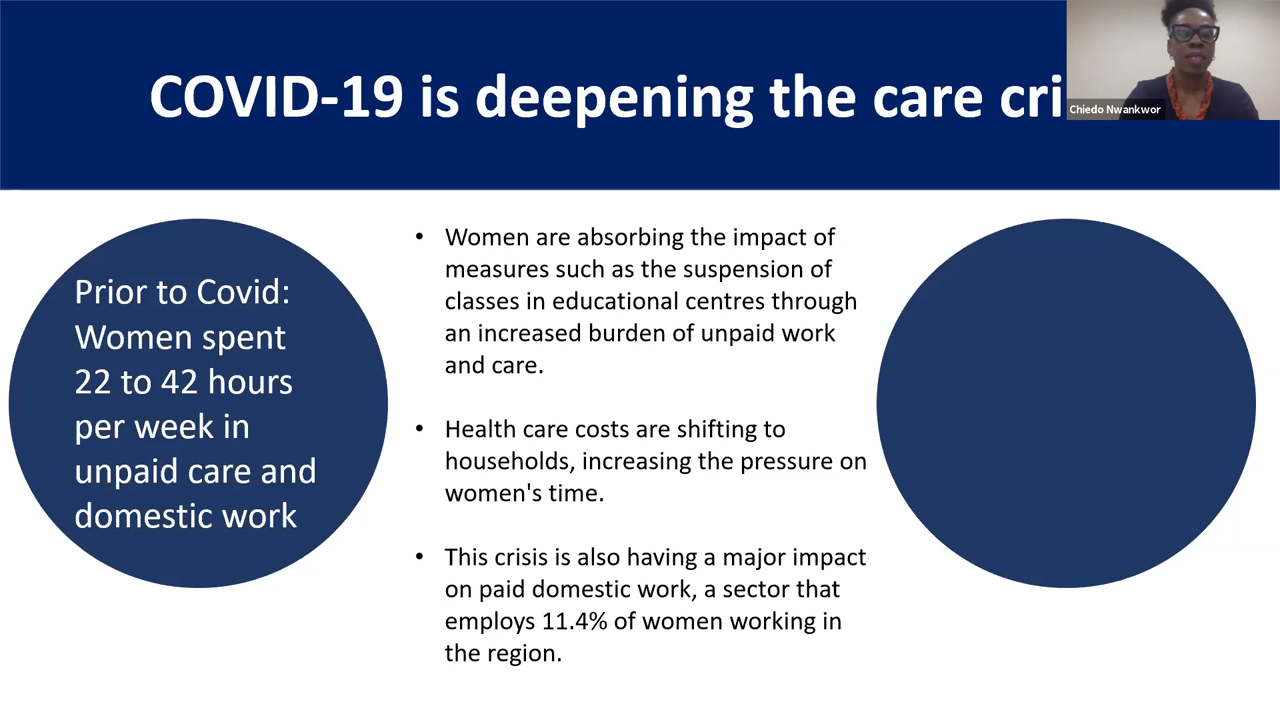 COVID-19 is deepening the care cri
Chiedo Nwankwor
Prior to Covid:
Women spent
22 to 42 hours
per week in
unpaid care and
domestic work
• Women are absorbing the impact of
measures such as the suspension of
classes in educational centres through
an increased burden of unpaid work
and care.
• Health care costs are shifting to
households, increasing the pressure on
women's time.
• This crisis is also having a major impact
on paid domestic work, a sector that
employs 11.4% of women working in
the region.